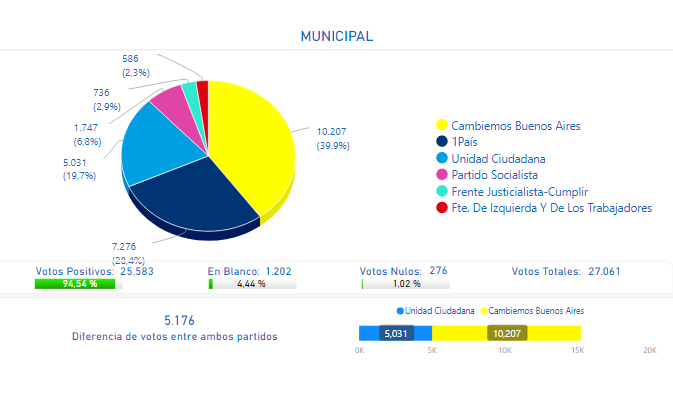 MUNICIPAL
586
(2,3%)
736
(2,9%)
1.747
(6,8%)
5.031
(19,7%)
7.276
(28,4%)
10.207
(39,9%)
Cambiemos Buenos Aires
1País
Unidad Ciudadana
Partido Socialista
Frente Justicialista-Cumplir
Fte. De Izquierda Y De Los Trabajadores
Votos Positivos: 25.583
94,54 %
En Blanco: 1.202
4,44 %
Votos Nulos: 276
1,02 %
Votos Totales: 27.061
5.176
Diferencia de votos entre ambos partidos
Unidad Ciudadana Cambiemos Buenos Aires
5,031 10,207
0K 5K 10K 15K 20K